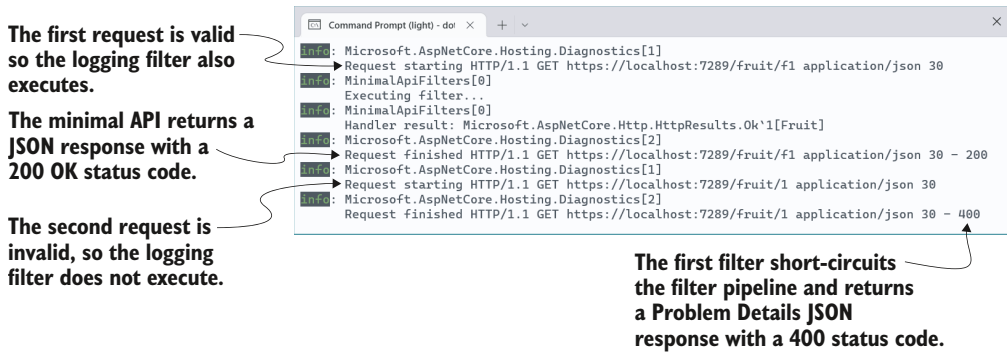 The first request is valid
so the logging filter also
executes.
The minimal API returns a
JSON response with a
200 OK status code.
The second request is
invalid, so the logging
filter does not execute.
Command Prompt (light) - dot
info: Microsoft.AspNetCore.Hosting.Diagnostics[1]
Request starting HTTP/1.1 GET https://localhost:7289/fruit/f1 application/json 30
info: MinimalApiFilters[0]
Executing filter...
info: MinimalApiFilters[0]
Handler result: Microsoft.AspNetCore.Http.HttpResults.Ok`1[Fruit]
info: Microsoft.AspNetCore.Hosting.Diagnostics[2]
Request finished HTTP/1.1 GET https://localhost:7289/fruit/f1 application/json 30 - 200
info: Microsoft.AspNetCore.Hosting.Diagnostics[1]
Request starting HTTP/1.1 GET https://localhost:7289/fruit/1 application/json 30
info: Microsoft.AspNetCore.Hosting.Diagnostics[2]
Request finished HTTP/1.1 GET https://localhost:7289/fruit/1 application/json 30 - 400
The first filter short-circuits
the filter pipeline and returns
a Problem Details JSON
response with a 400 status code.